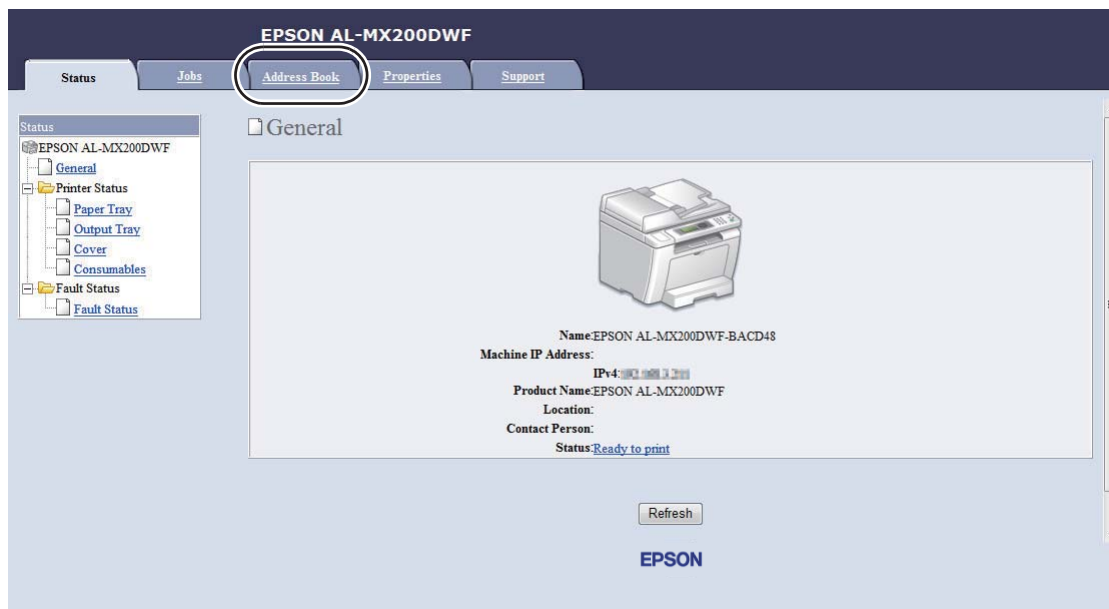 EPSON AL-MX200DWF
Status Jobs Address Book Properties Support
Status
EPSON AL-MX200DWF
General
Printer Status
Paper Tray
Output Tray
Cover
Consumables
Fault Status
Fault Status
General
Name:EPSON AL-MX200DWF-BACD48
Machine IP Address:
IPv4:
Product Name:EPSON AL-MX200DWF
Location:
Contact Person:
Status:Ready to print
Refresh
EPSON